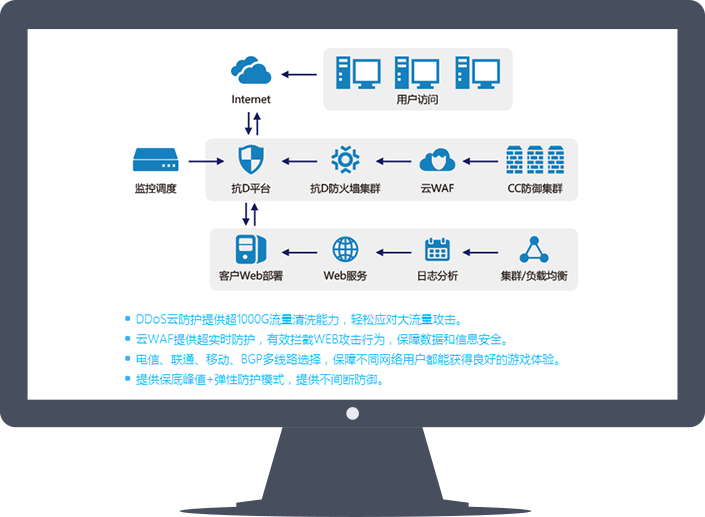 Internet
用户访问
监控调度
抗D平台
抗D防火墙集群
云WAF
CC防御集群
客户Web部署
Web服务
日志分析
集群/负载均衡
DDoS云防护提供超1000G流量清洗能力，轻松应对大流量攻击。
云WAF提供超实时防护，有效拦截WEB攻击行为，保障数据和信息安全。
电信、联通、移动、BGP多线路选择，保障不同网络用户都能获得良好的游戏体验。
提供保底峰值+弹性防护模式，提供不间断防御。